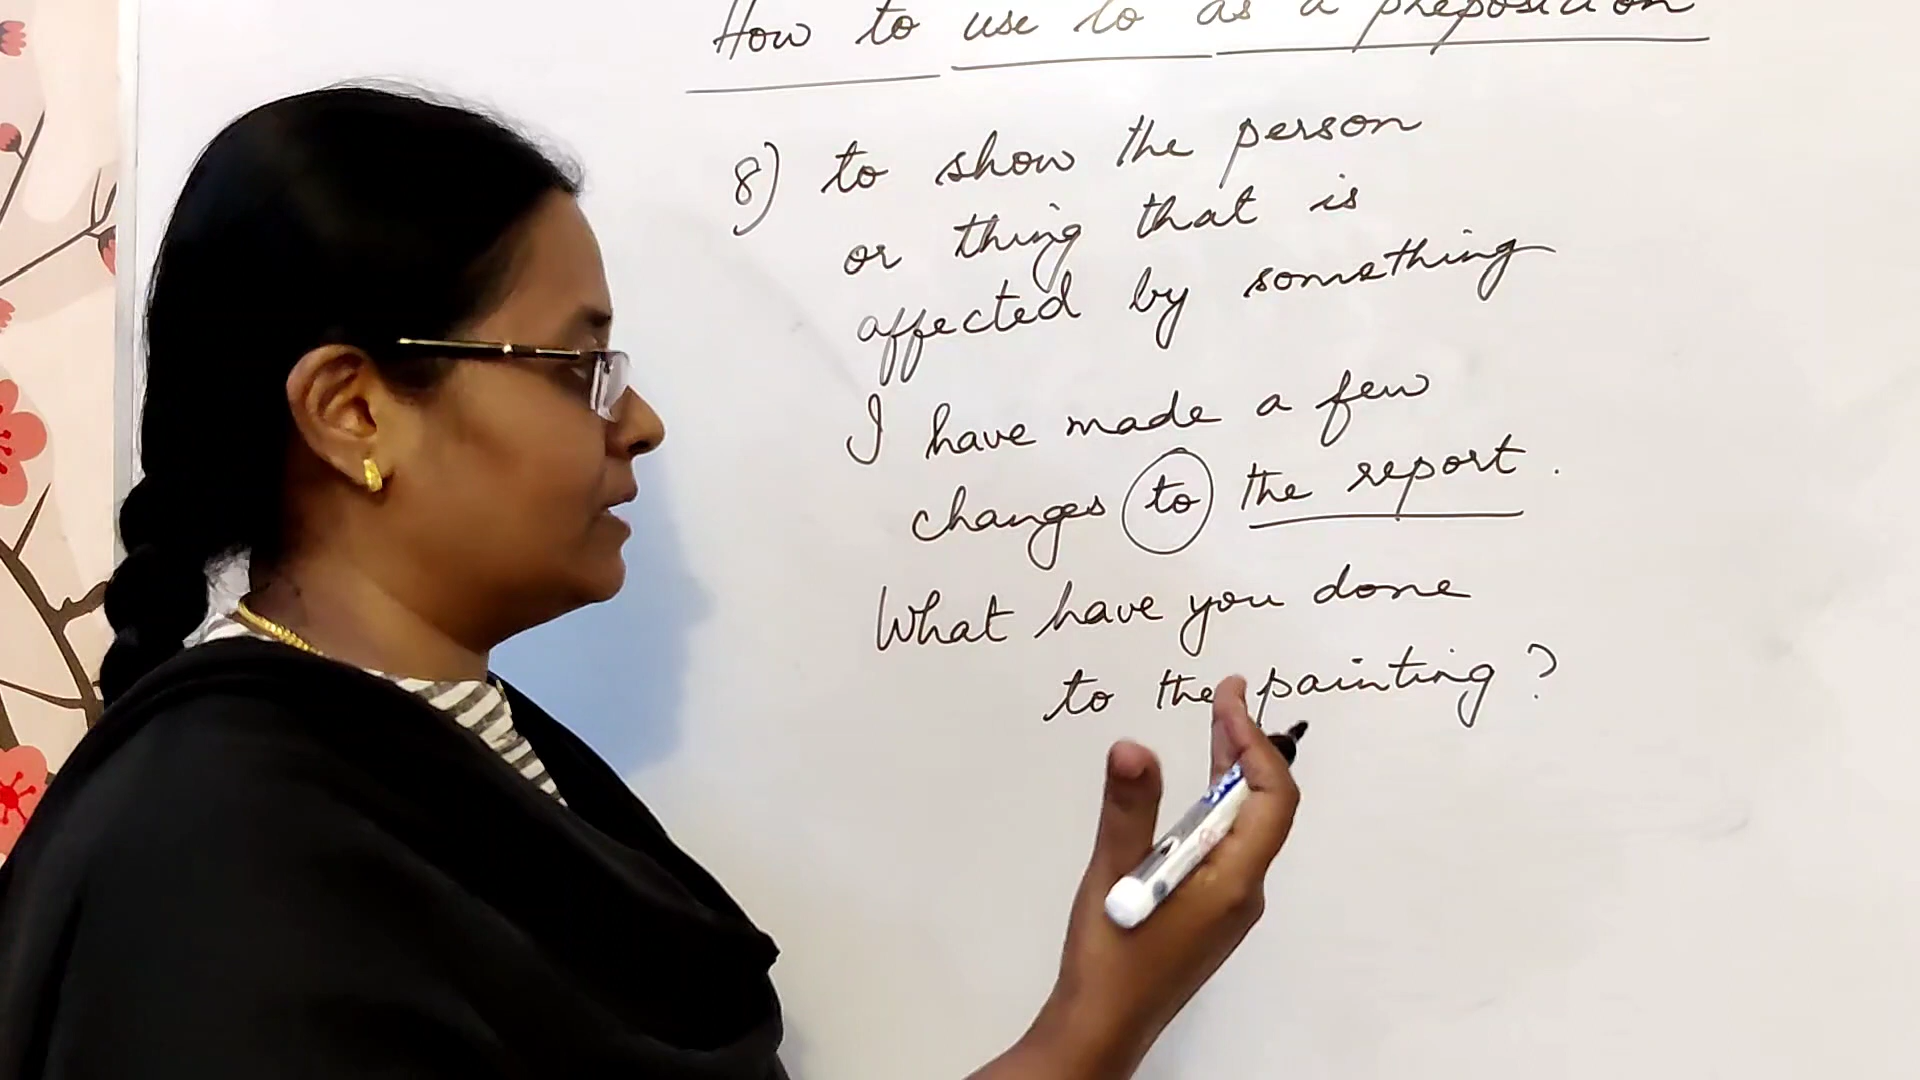 How to use to as a preposition
8) to show the person
or thing that is
affected by something
I have made a few
changes to the report.
What have you done
to the painting?